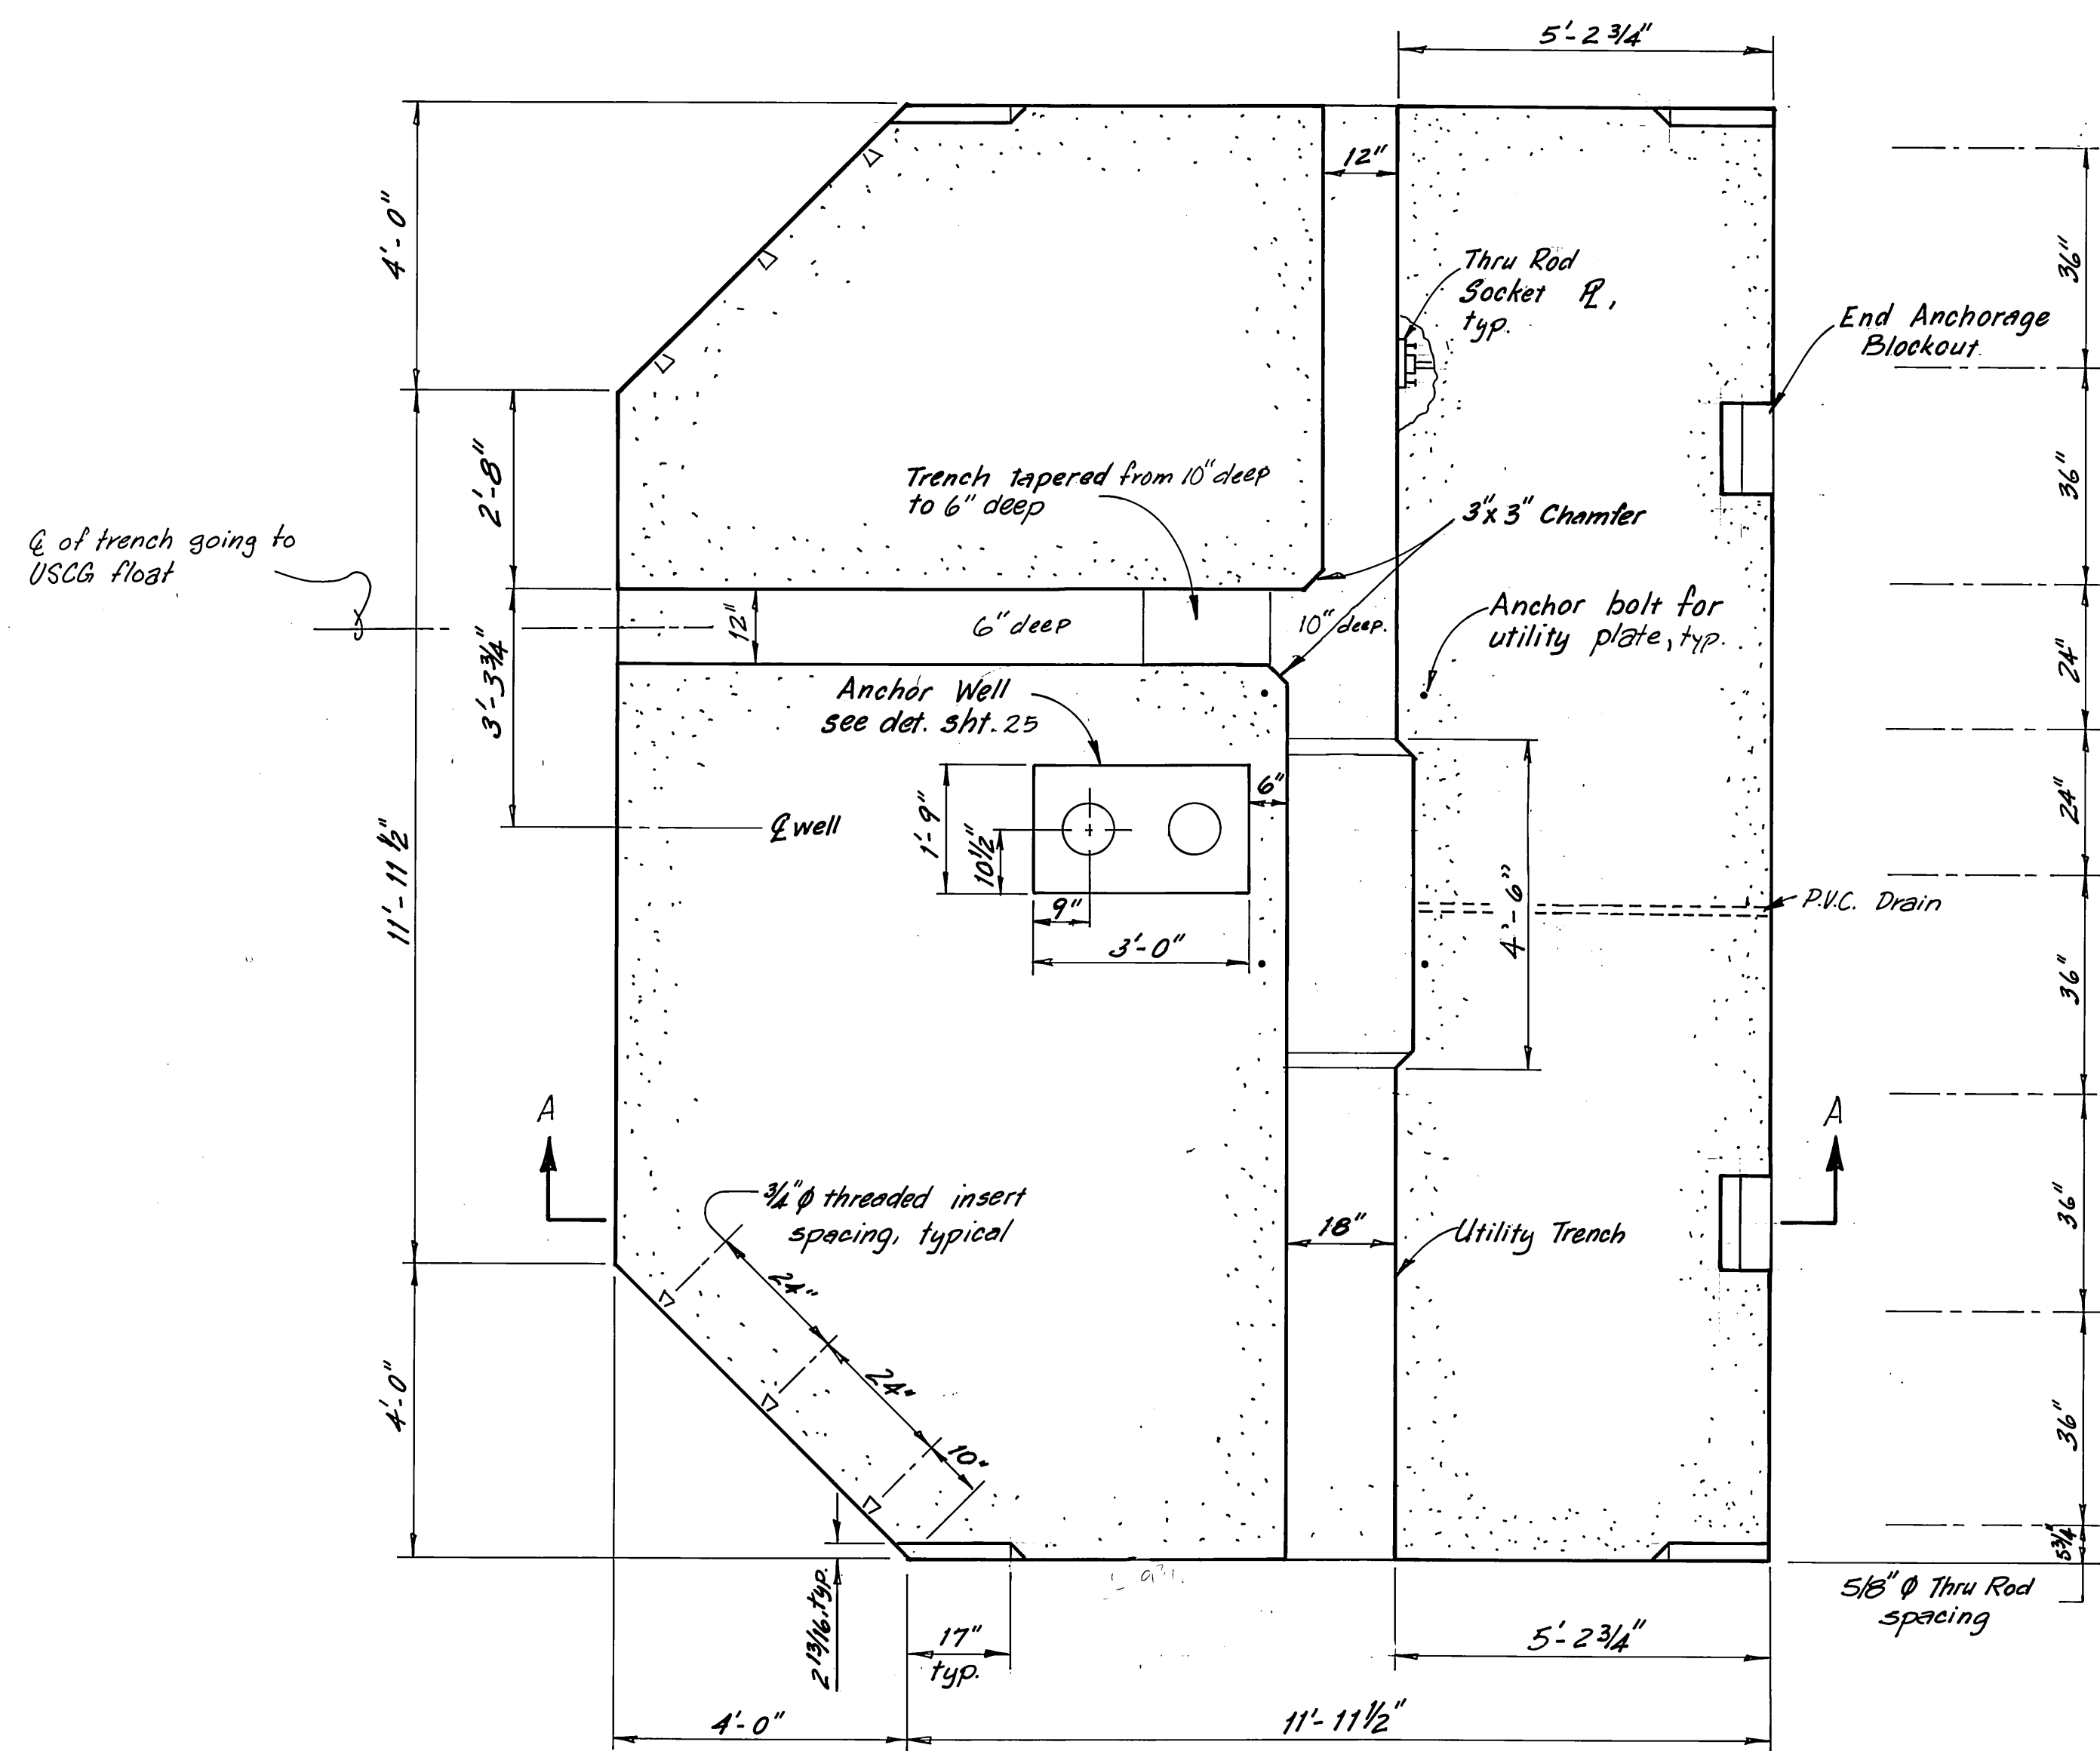 5'-2 3/4"
4'-0"
12"
36"
Thru Rod
Socket ℞,
typ.
End Anchorage
Blockout
2'-8"
Trench tapered from 10" deep
to 6" deep
36"
3"x 3" Chamfer
℄ of trench going to
USCG float
12"
6" deep
10" deep.
Anchor bolt for
utility plate, typ.
24"
3'-3 3/4"
Anchor Well
see det. sht. 25
6"
1'-9"
24"
℄ well
10 1/2"
11'-11 1/2"
9"
4'-6"
P.V.C. Drain
3'-0"
36"
A
A
3/4" φ threaded insert
spacing, typical
18"
Utility Trench
36"
24"
24"
4'-0"
36"
10"
5 3/4"
2 13/16, typ.
5/8" φ Thru Rod
spacing
17"
typ.
5'-2 3/4"
4'-0"
11'-11 1/2"